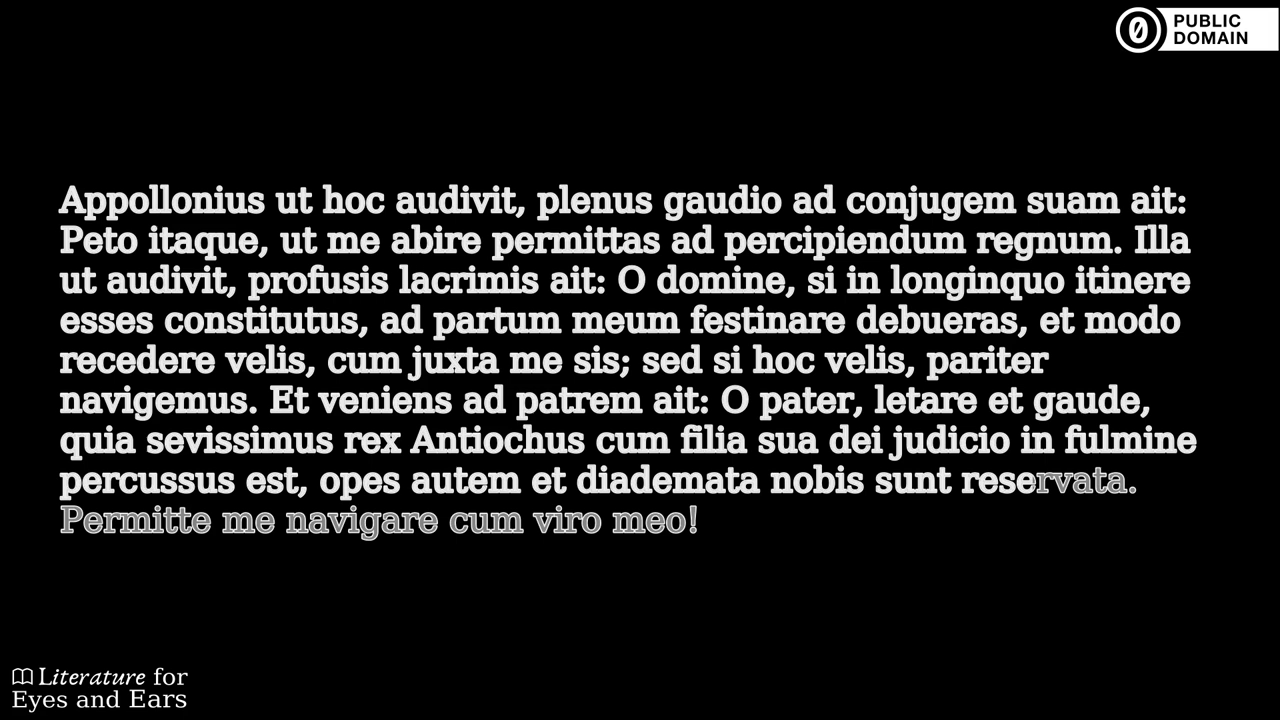 PUBLIC
DOMAIN
Appollonius ut hoc audivit, plenus gaudio ad conjugem suam ait:
Peto itaque, ut me abire permittas ad percipiendum regnum. Illa
ut audivit, profusis lacrimis ait: O domine, si in longinquo itinere
esses constitutus, ad partum meum festinare debueras, et modo
recedere velis, cum juxta me sis; sed si hoc velis, pariter
navigemus. Et veniens ad patrem ait: O pater, letare et gaude,
quia sevissimus rex Antiochus cum filia sua dei judicio in fulmine
percussus est, opes autem et diademata nobis sunt reservata.
Permitte me navigare cum viro meo!
Literature for
Eyes and Ears